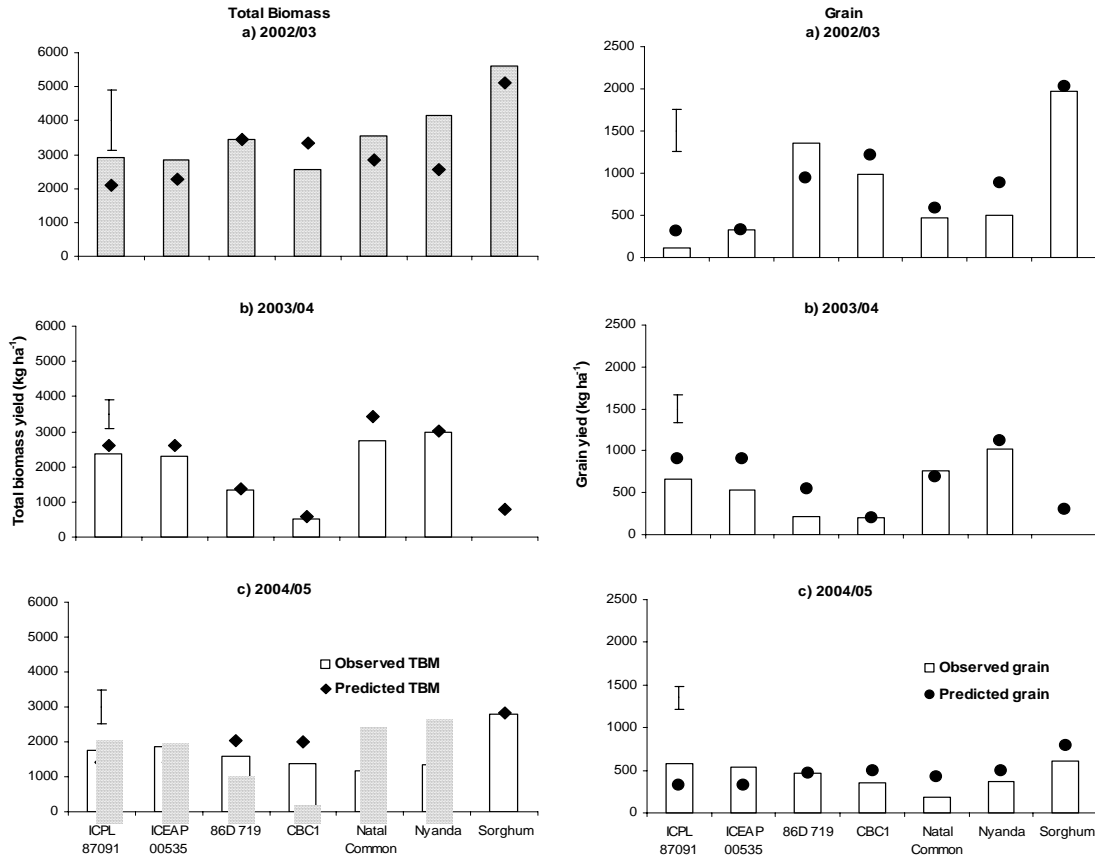 Total Biomass
a) 2002/03
6000
5000
4000
3000
2000
1000
0
Grain
a) 2002/03
2500
2000
1500
1000
500
0
b) 2003/04
6000
5000
4000
3000
2000
1000
0
Total biomass yield (kg ha-1)
b) 2003/04
2500
2000
1500
1000
500
0
Grain yied (kg ha-1)
c) 2004/05
6000
5000
4000
3000
2000
1000
0
Observed TBM
Predicted TBM
ICPL 87091
ICEAP 00535
86D 719
CBC1
Natal Common
Nyanda
Sorghum
c) 2004/05
2500
2000
1500
1000
500
0
Observed grain
Predicted grain
ICPL 87091
ICEAP 00535
86D 719
CBC1
Natal Common
Nyanda
Sorghum